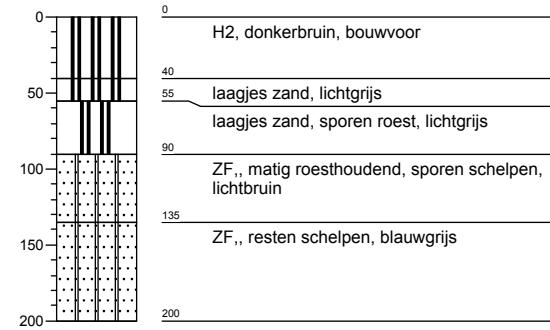 0
50
100
150
200
0
H2, donkerbruin, bouwvoor
40
55
laagjes zand, lichtgrijs
laagjes zand, sporen roest, lichtgrijs
90
ZF,, matig roesthoudend, sporen schelpen,
lichtbruin
135
ZF,, resten schelpen, blauwgrijs
200